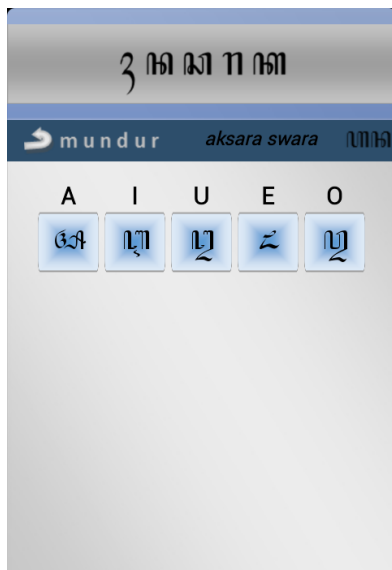 mundur aksara swara
A I U E O
ꦄ ꦆ ꦈ ꦌ ꦎ